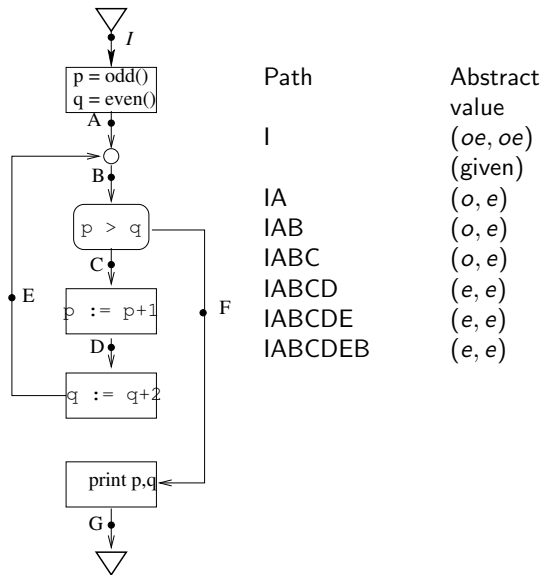 I
p = odd()
q = even()
A
B
p > q
C
E
F
p := p+1
D
q := q+2
print p,q
G
Path Abstract
value
I (oe, oe)
(given)
IA (o, e)
IAB (o, e)
IABC (o, e)
IABCD (e, e)
IABCDE (e, e)
IABCDEB (e, e)